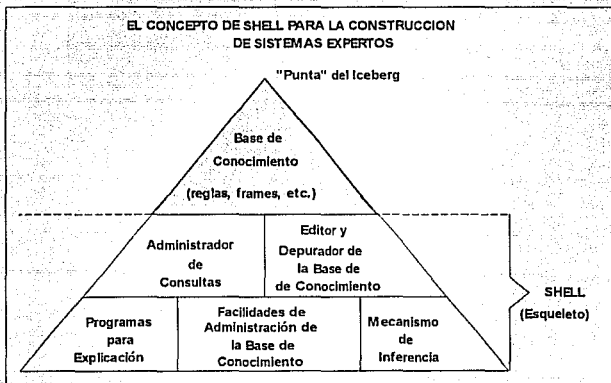 EL CONCEPTO DE SHELL PARA LA CONSTRUCCION
DE SISTEMAS EXPERTOS
"Punta" del Iceberg
Base de
Conocimiento
(reglas, frames, etc.)
Administrador
de
Consultas
Editor y
Depurador de
la Base de
de Conocimiento
SHELL
(Esqueleto)
Programas
para
Explicación
Facilidades de
Administración de
la Base de
Conocimiento
Mecanismo
de
Inferencia